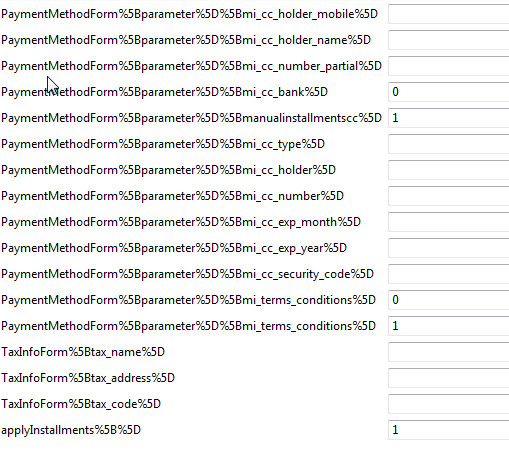 PaymentMethodForm%5Bparameter%5D%5Bmi_cc_holder_mobile%5D
PaymentMethodForm%5Bparameter%5D%5Bmi_cc_holder_name%5D
PaymentMethodForm%5Bparameter%5D%5Bmi_cc_number_partial%5D
PaymentMethodForm%5Bparameter%5D%5Bmi_cc_bank%5D 0
PaymentMethodForm%5Bparameter%5D%5Bmanualinstallmentscc%5D 1
PaymentMethodForm%5Bparameter%5D%5Bmi_cc_type%5D
PaymentMethodForm%5Bparameter%5D%5Bmi_cc_holder%5D
PaymentMethodForm%5Bparameter%5D%5Bmi_cc_number%5D
PaymentMethodForm%5Bparameter%5D%5Bmi_cc_exp_month%5D
PaymentMethodForm%5Bparameter%5D%5Bmi_cc_exp_year%5D
PaymentMethodForm%5Bparameter%5D%5Bmi_cc_security_code%5D
PaymentMethodForm%5Bparameter%5D%5Bmi_terms_conditions%5D 0
PaymentMethodForm%5Bparameter%5D%5Bmi_terms_conditions%5D 1
TaxInfoForm%5Btax_name%5D
TaxInfoForm%5Btax_address%5D
TaxInfoForm%5Btax_code%5D
applyInstallments%5B%5D 1